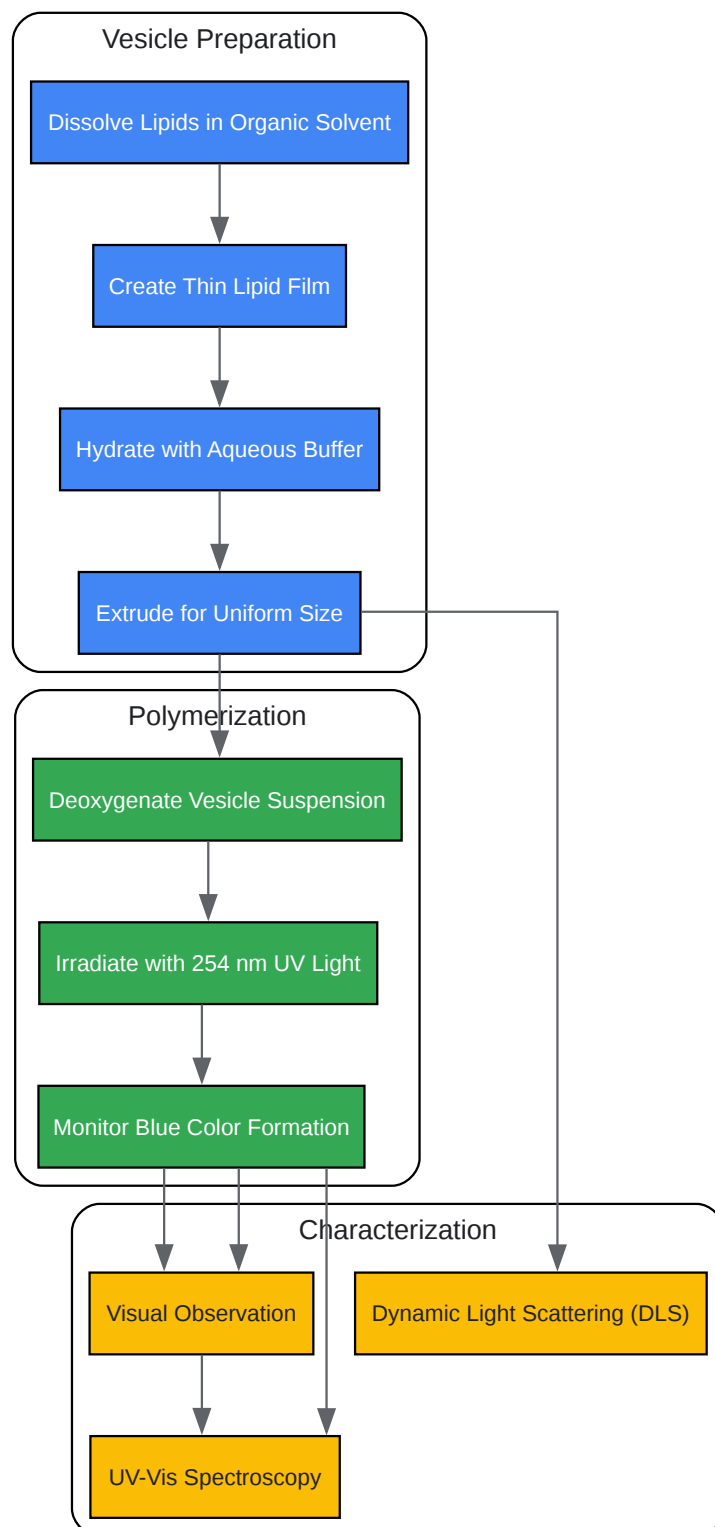 Vesicle Preparation
Dissolve Lipids in Organic Solvent
Create Thin Lipid Film
Hydrate with Aqueous Buffer
Extrude for Uniform Size
Polymerization
Deoxygenate Vesicle Suspension
Irradiate with 254 nm UV Light
Monitor Blue Color Formation
Characterization
Visual Observation
Dynamic Light Scattering (DLS)
UV-Vis Spectroscopy